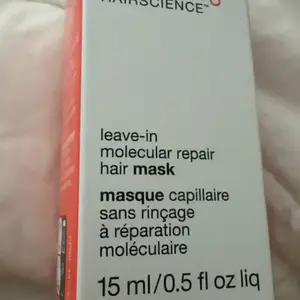 HAIRSCIENCE™
leave-in
molecular repair
hair mask
masque capillaire
sans rinçage
à réparation
moléculaire
15 ml/0.5 fl oz liq